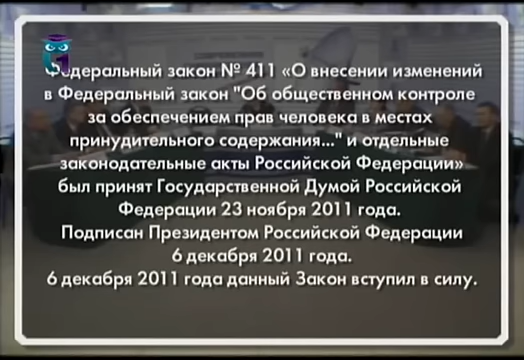 Федеральный закон № 411 «О внесении изменений
в Федеральный закон "Об общественном контроле
за обеспечением прав человека в местах
принудительного содержания..." и отдельные
законодательные акты Российской Федерации»
был принят Государственной Думой Российской
Федерации 23 ноября 2011 года.
Подписан Президентом Российской Федерации
6 декабря 2011 года.
6 декабря 2011 года данный Закон вступил в силу.